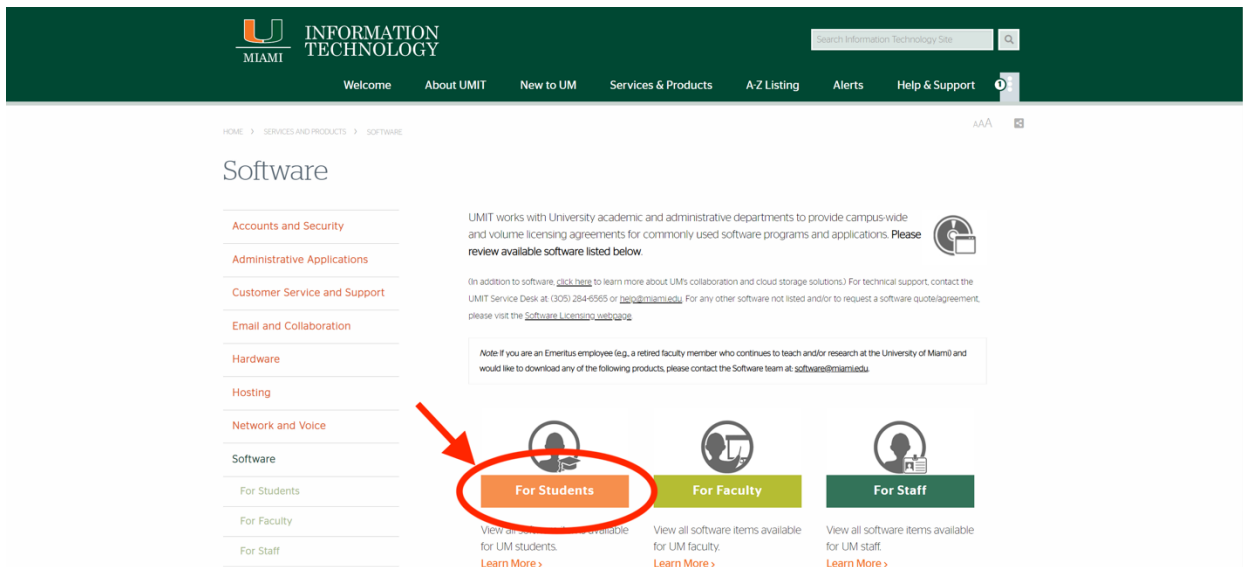 INFORMATION
TECHNOLOGY
MIAMI
Search Information Technology Site
Welcome About UMIT New to UM Services & Products A-Z Listing Alerts Help & Support 1
HOME > SERVICES AND PRODUCTS > SOFTWARE
AAA
Software
Accounts and Security
Administrative Applications
Customer Service and Support
Email and Collaboration
Hardware
Hosting
Network and Voice
Software
For Students
For Faculty
For Staff
UMIT works with University academic and administrative departments to provide campus-wide
and volume licensing agreements for commonly used software programs and applications. Please
review available software listed below.
(In addition to software, click here to learn more about UM's collaboration and cloud storage solutions.) For technical support, contact the
UMIT Service Desk at: (305) 284-6565 or help@miami.edu. For any other software not listed and/or to request a software quote/agreement,
please visit the Software Licensing webpage.
Note: If you are an Emeritus employee (e.g., a retired faculty member who continues to teach and/or research at the University of Miami) and
would like to download any of the following products, please contact the Software team at: software@miami.edu.
For Students
View all software items available
for UM students.
Learn More >
For Faculty
View all software items available
for UM faculty.
Learn More >
For Staff
View all software items available
for UM staff.
Learn More >